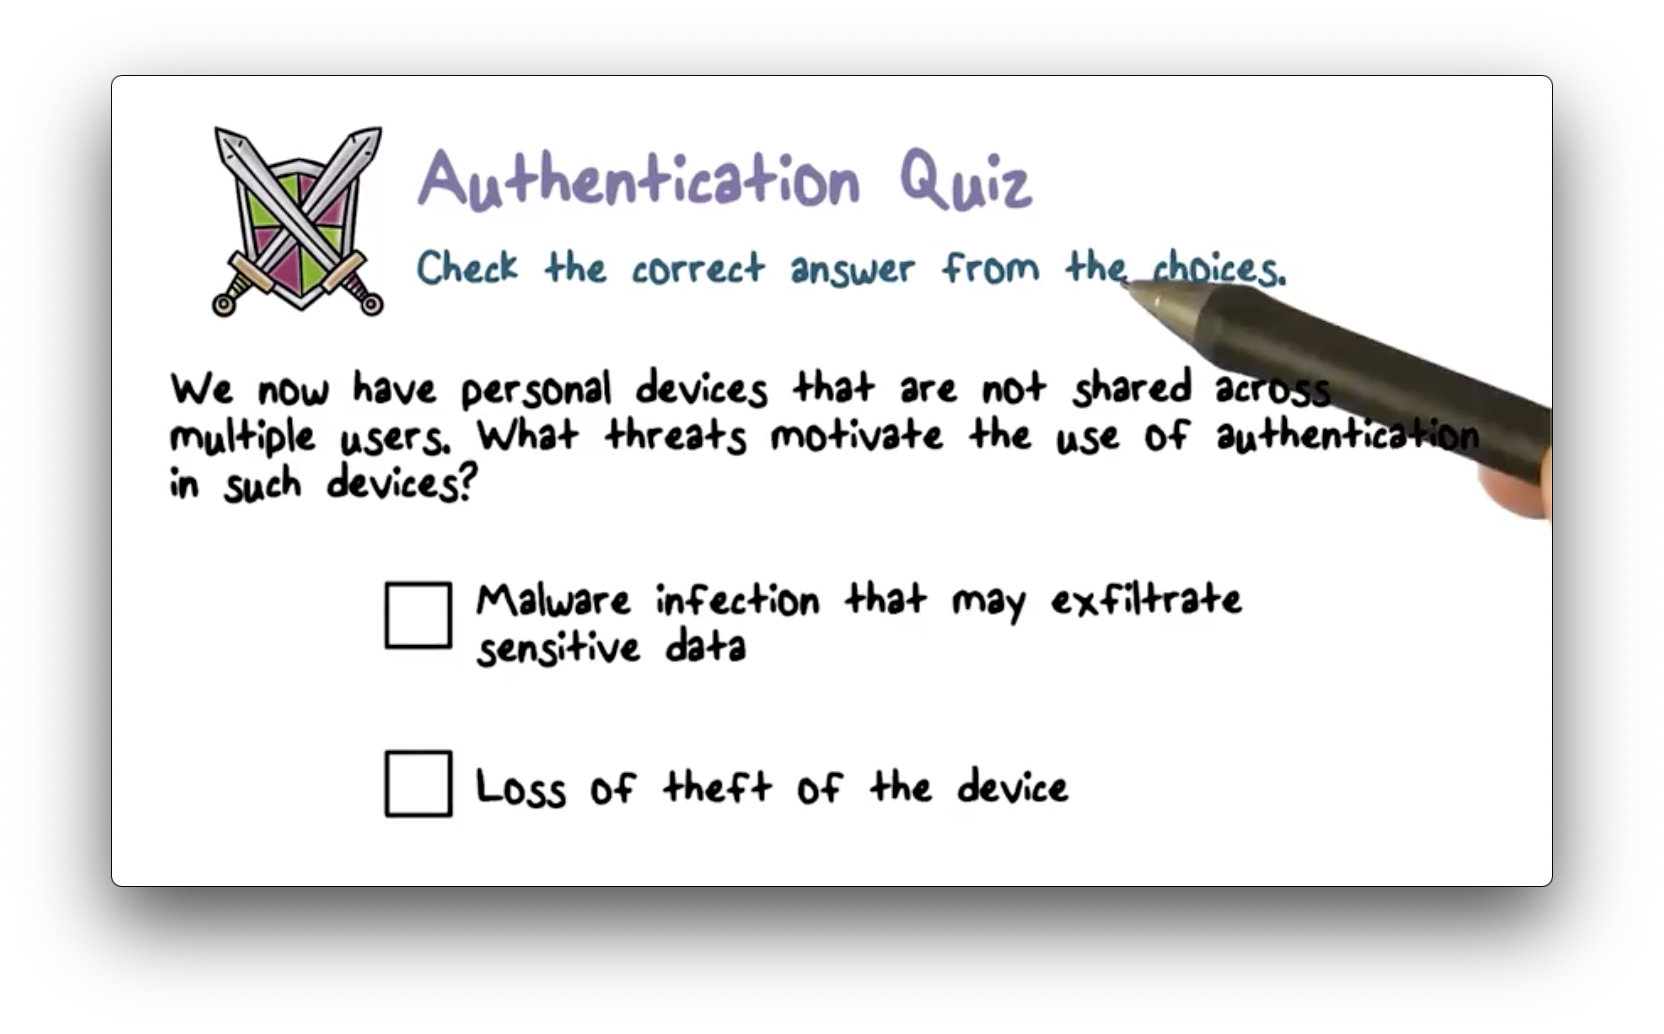 Authentication Quiz
Check the correct answer from the choices.
We now have personal devices that are not shared across
multiple users. What threats motivate the use of authentication
in such devices?
Malware infection that may exfiltrate
sensitive data
Loss of theft of the device